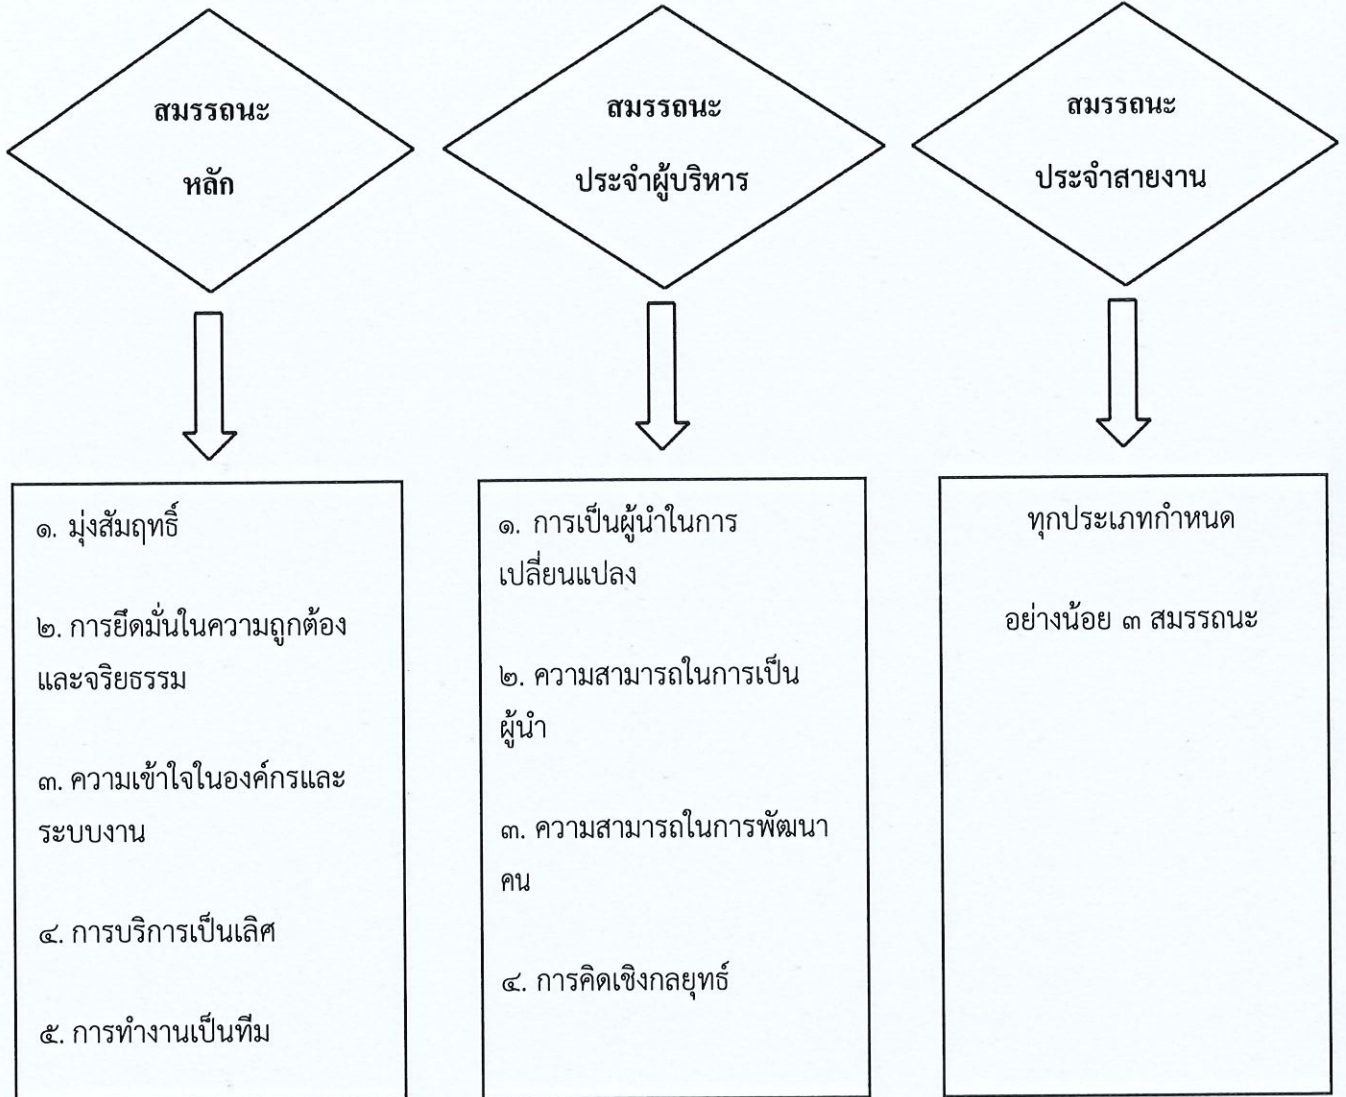 สมรรถนะ
หลัก
สมรรถนะ
ประจำผู้บริหาร
สมรรถนะ
ประจำสายงาน
๑. มุ่งสัมฤทธิ์
๒. การยึดมั่นในความถูกต้อง
และจริยธรรม
๓. ความเข้าใจในองค์กรและ
ระบบงาน
๔. การบริการเป็นเลิศ
๕. การทำงานเป็นทีม
๑. การเป็นผู้นำในการ
เปลี่ยนแปลง
๒. ความสามารถในการเป็น
ผู้นำ
๓. ความสามารถในการพัฒนา
คน
๔. การคิดเชิงกลยุทธ์
ทุกประเภทกำหนด
อย่างน้อย ๓ สมรรถนะ